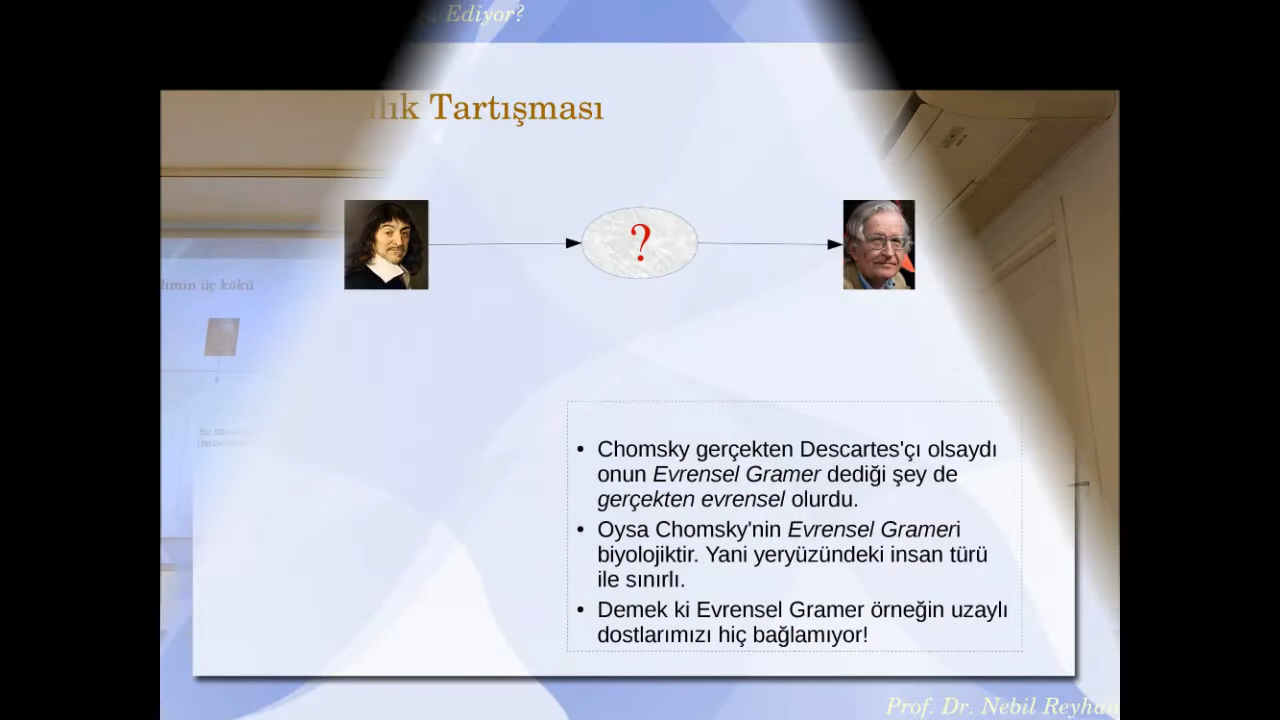 Ediyor?
lık Tartışması
?
limin üç kökü
• Chomsky gerçekten Descartes'çı olsaydı
onun Evrensel Gramer dediği şey de
gerçekten evrensel olurdu.
• Oysa Chomsky'nin Evrensel Grameri
biyolojiktir. Yani yeryüzündeki insan türü
ile sınırlı.
• Demek ki Evrensel Gramer örneğin uzaylı
dostlarımızı hiç bağlamıyor!
Prof. Dr. Nebil Reyhan